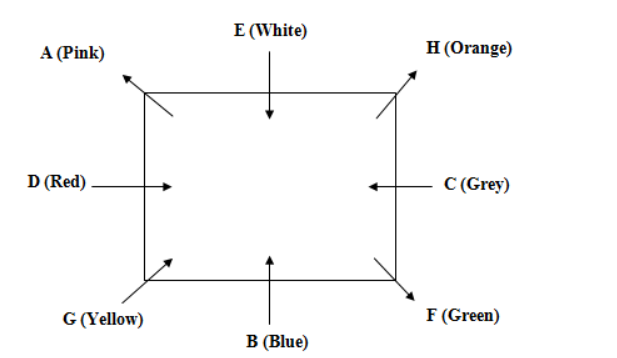 E (White)
A (Pink)
H (Orange)
D (Red)
C (Grey)
G (Yellow)
F (Green)
B (Blue)